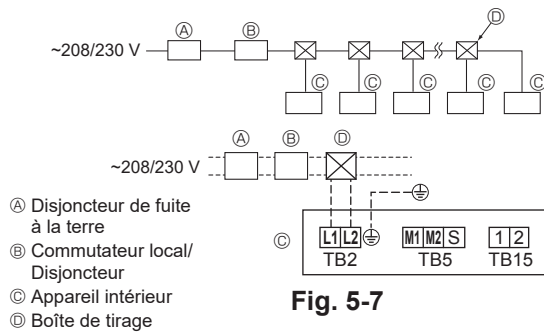 Ⓐ Ⓑ Ⓓ
~208/230 V
Ⓒ Ⓒ Ⓒ Ⓒ Ⓒ
Ⓐ Ⓑ Ⓓ
~208/230 V
Ⓐ Disjoncteur de fuite
à la terre
Ⓑ Commutateur local/
Disjoncteur
Ⓒ Appareil intérieur
Ⓓ Boîte de tirage
Ⓒ L1 L2 M1 M2 S 1 2
TB2 TB5 TB15
Fig. 5-7